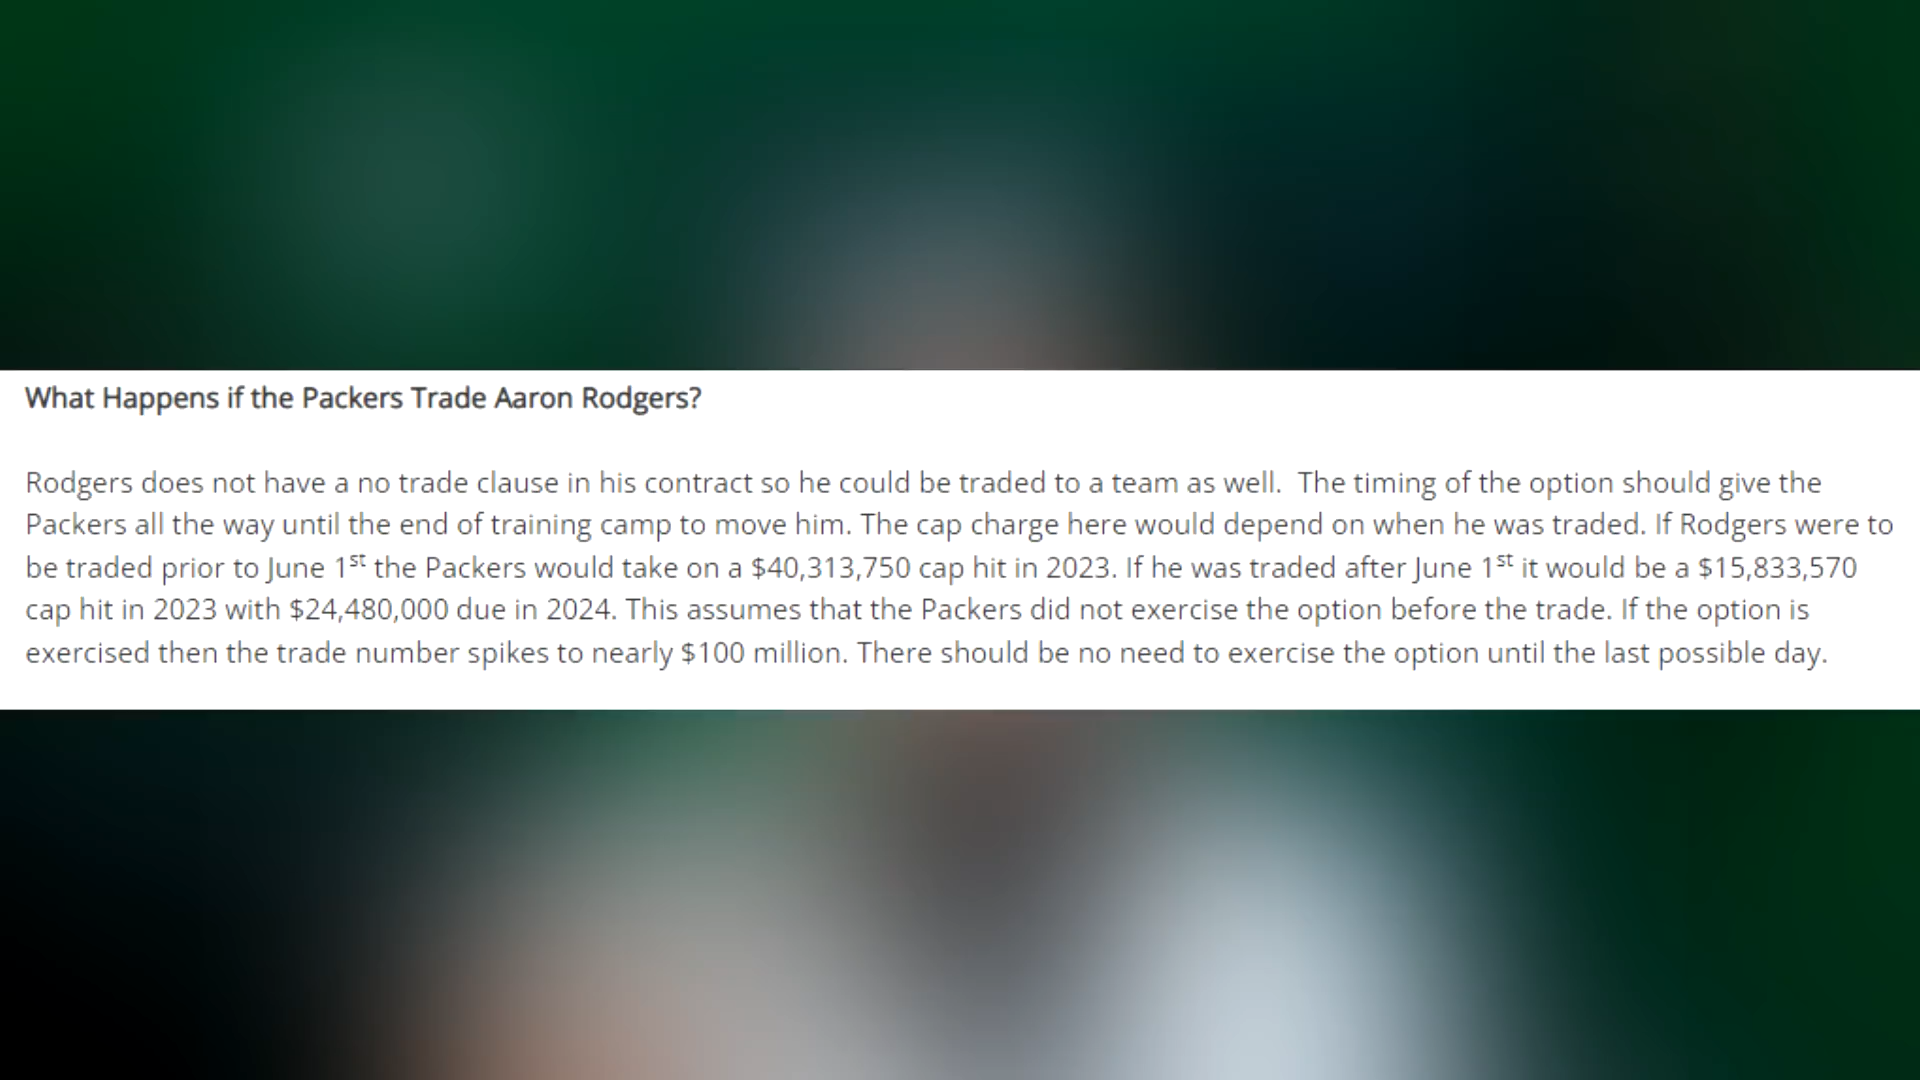 What Happens if the Packers Trade Aaron Rodgers?
Rodgers does not have a no trade clause in his contract so he could be traded to a team as well.  The timing of the option should give the
Packers all the way until the end of training camp to move him. The cap charge here would depend on when he was traded. If Rodgers were to
be traded prior to June 1st the Packers would take on a $40,313,750 cap hit in 2023. If he was traded after June 1st it would be a $15,833,570
cap hit in 2023 with $24,480,000 due in 2024. This assumes that the Packers did not exercise the option before the trade. If the option is
exercised then the trade number spikes to nearly $100 million. There should be no need to exercise the option until the last possible day.